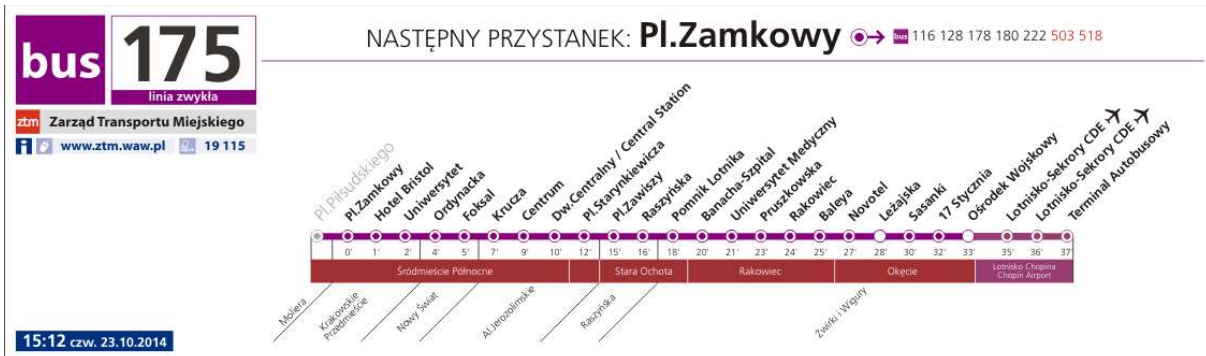 bus
175
linia zwykła
ztm Zarząd Transportu Miejskiego
www.ztm.waw.pl 19 115
NASTĘPNY PRZYSTANEK: Pl.Zamkowy bus 116 128 178 180 222 503 518
Pl.Piłsudskiego
Pl.Zamkowy
Hotel Bristol
Uniwersytet
Ordynacka
Foksal
Krucza
Centrum
Dw.Centralny / Central Station
Pl.Starynkiewicza
Pl.Zawiszy
Raszyńska
Pomnik Lotnika
Banacha-Szpital
Uniwersytet Medyczny
Pruszkowska
Rakowiec
Baleya
Novotel
Leżajska
Sasanki
17 Stycznia
Ośrodek Wojskowy
Lotnisko-Sekrory CDE
Lotnisko-Sekrory CDE
Terminal Autobusowy
0' 1' 2' 4' 5' 7' 9' 10' 12' 15' 16' 18' 20' 21' 23' 24' 25' 27' 28' 30' 32' 33' 35' 36' 37'
Śródmieście Północne
Stara Ochota
Rakowiec
Okęcie
Lotnisko Chopina
Chopin Airport
Moliera
Krakowskie
Przedmieście
Nowy Świat
Al.Jerozolimskie
Raszyńska
Żwirki i Wigury
15:12 czw. 23.10.2014